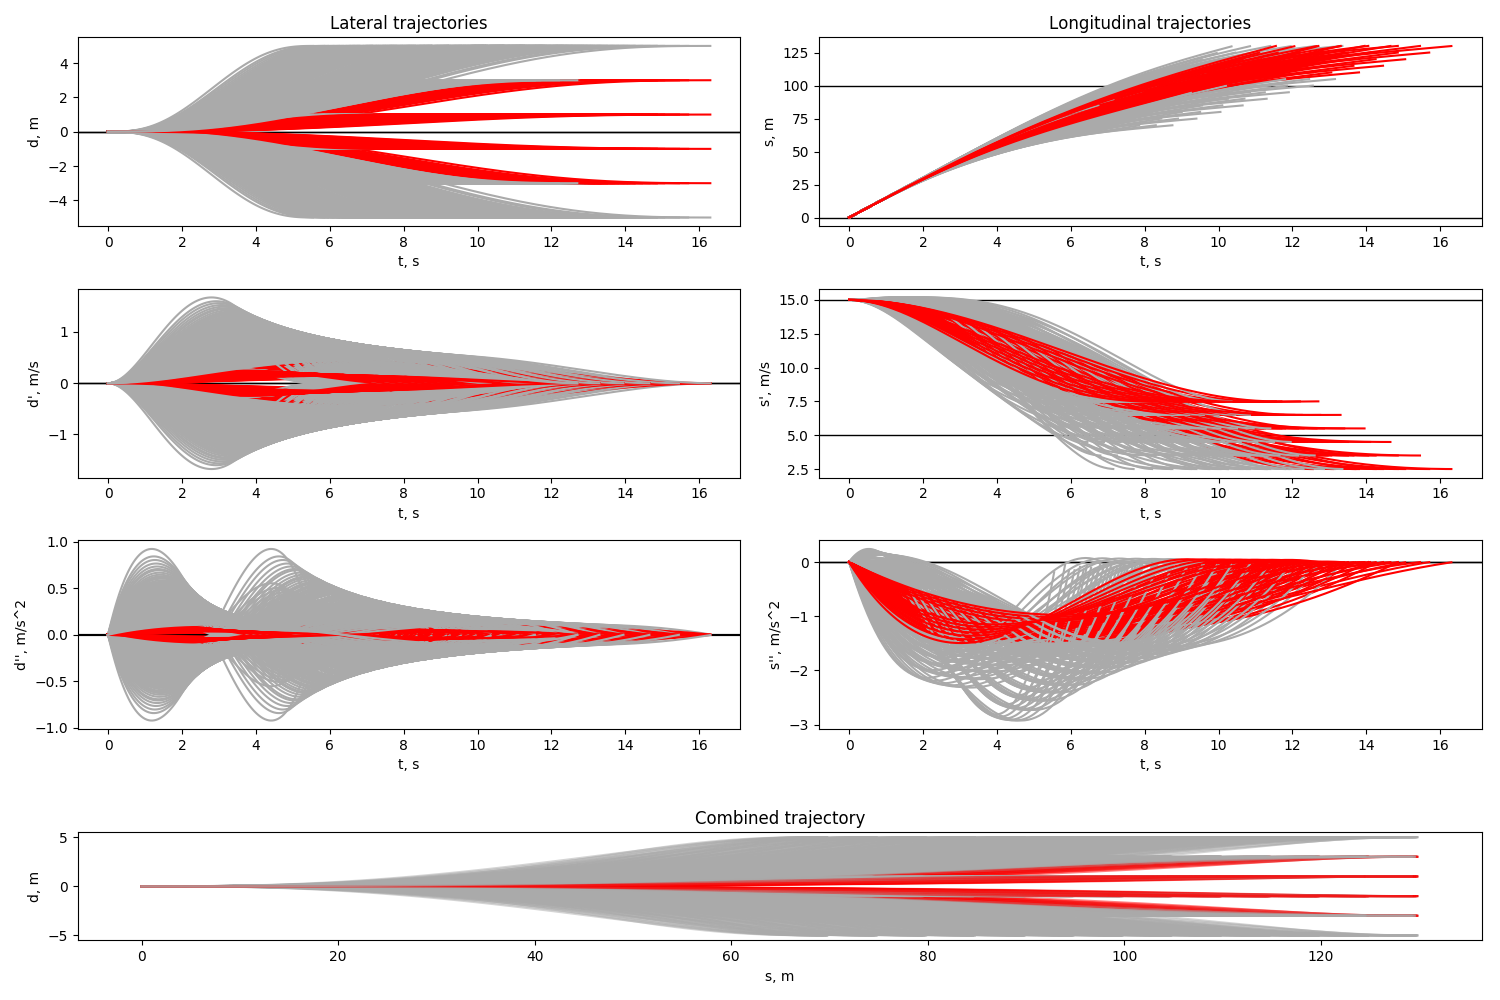 Lateral trajectories
4
2
0
−2
−4
d, m
0 2 4 6 8 10 12 14 16
t, s
Longitudinal trajectories
125
100
75
50
25
0
s, m
0 2 4 6 8 10 12 14 16
t, s
1
0
−1
d', m/s
0 2 4 6 8 10 12 14 16
t, s
15.0
12.5
10.0
7.5
5.0
2.5
s', m/s
0 2 4 6 8 10 12 14 16
t, s
1.0
0.5
0.0
−0.5
−1.0
d'', m/s^2
0 2 4 6 8 10 12 14 16
t, s
0
−1
−2
−3
s'', m/s^2
0 2 4 6 8 10 12 14 16
t, s
Combined trajectory
5
0
−5
d, m
0 20 40 60 80 100 120
s, m